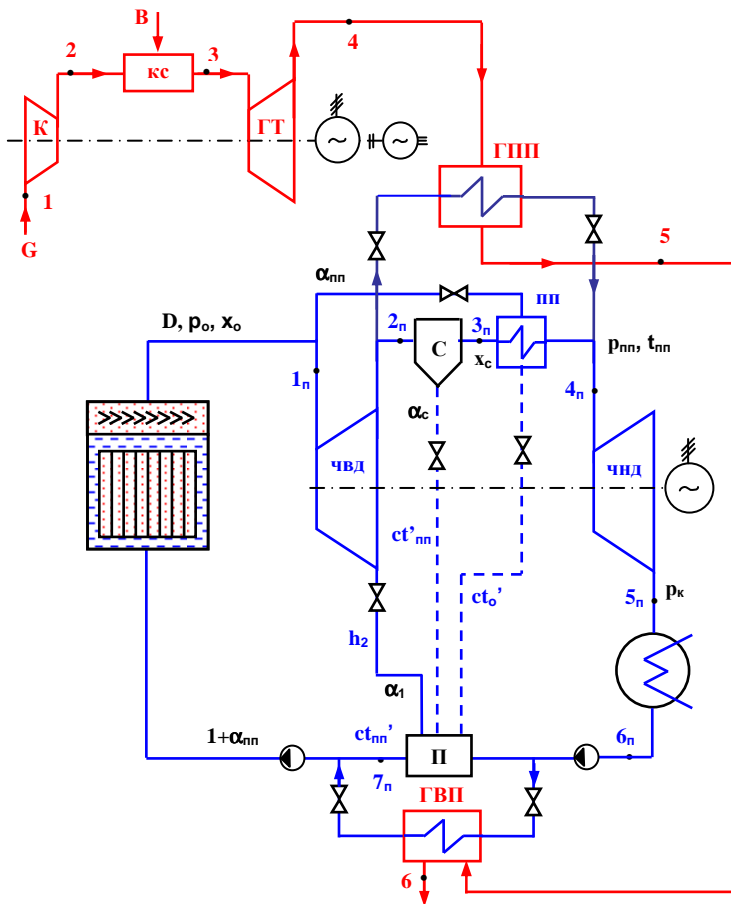 B
2
3
4
кс
К
ГТ
~
~
ГПП
1
G
5
αпп
пп
D, pо, xо
2п
3п
С
xс
pпп, tпп
1п
4п
αс
чвд
чнд
~
ct’пп
ctо’
5п
pк
h2
α1
1+αпп
ctпп’
П
6п
7п
ГВП
6